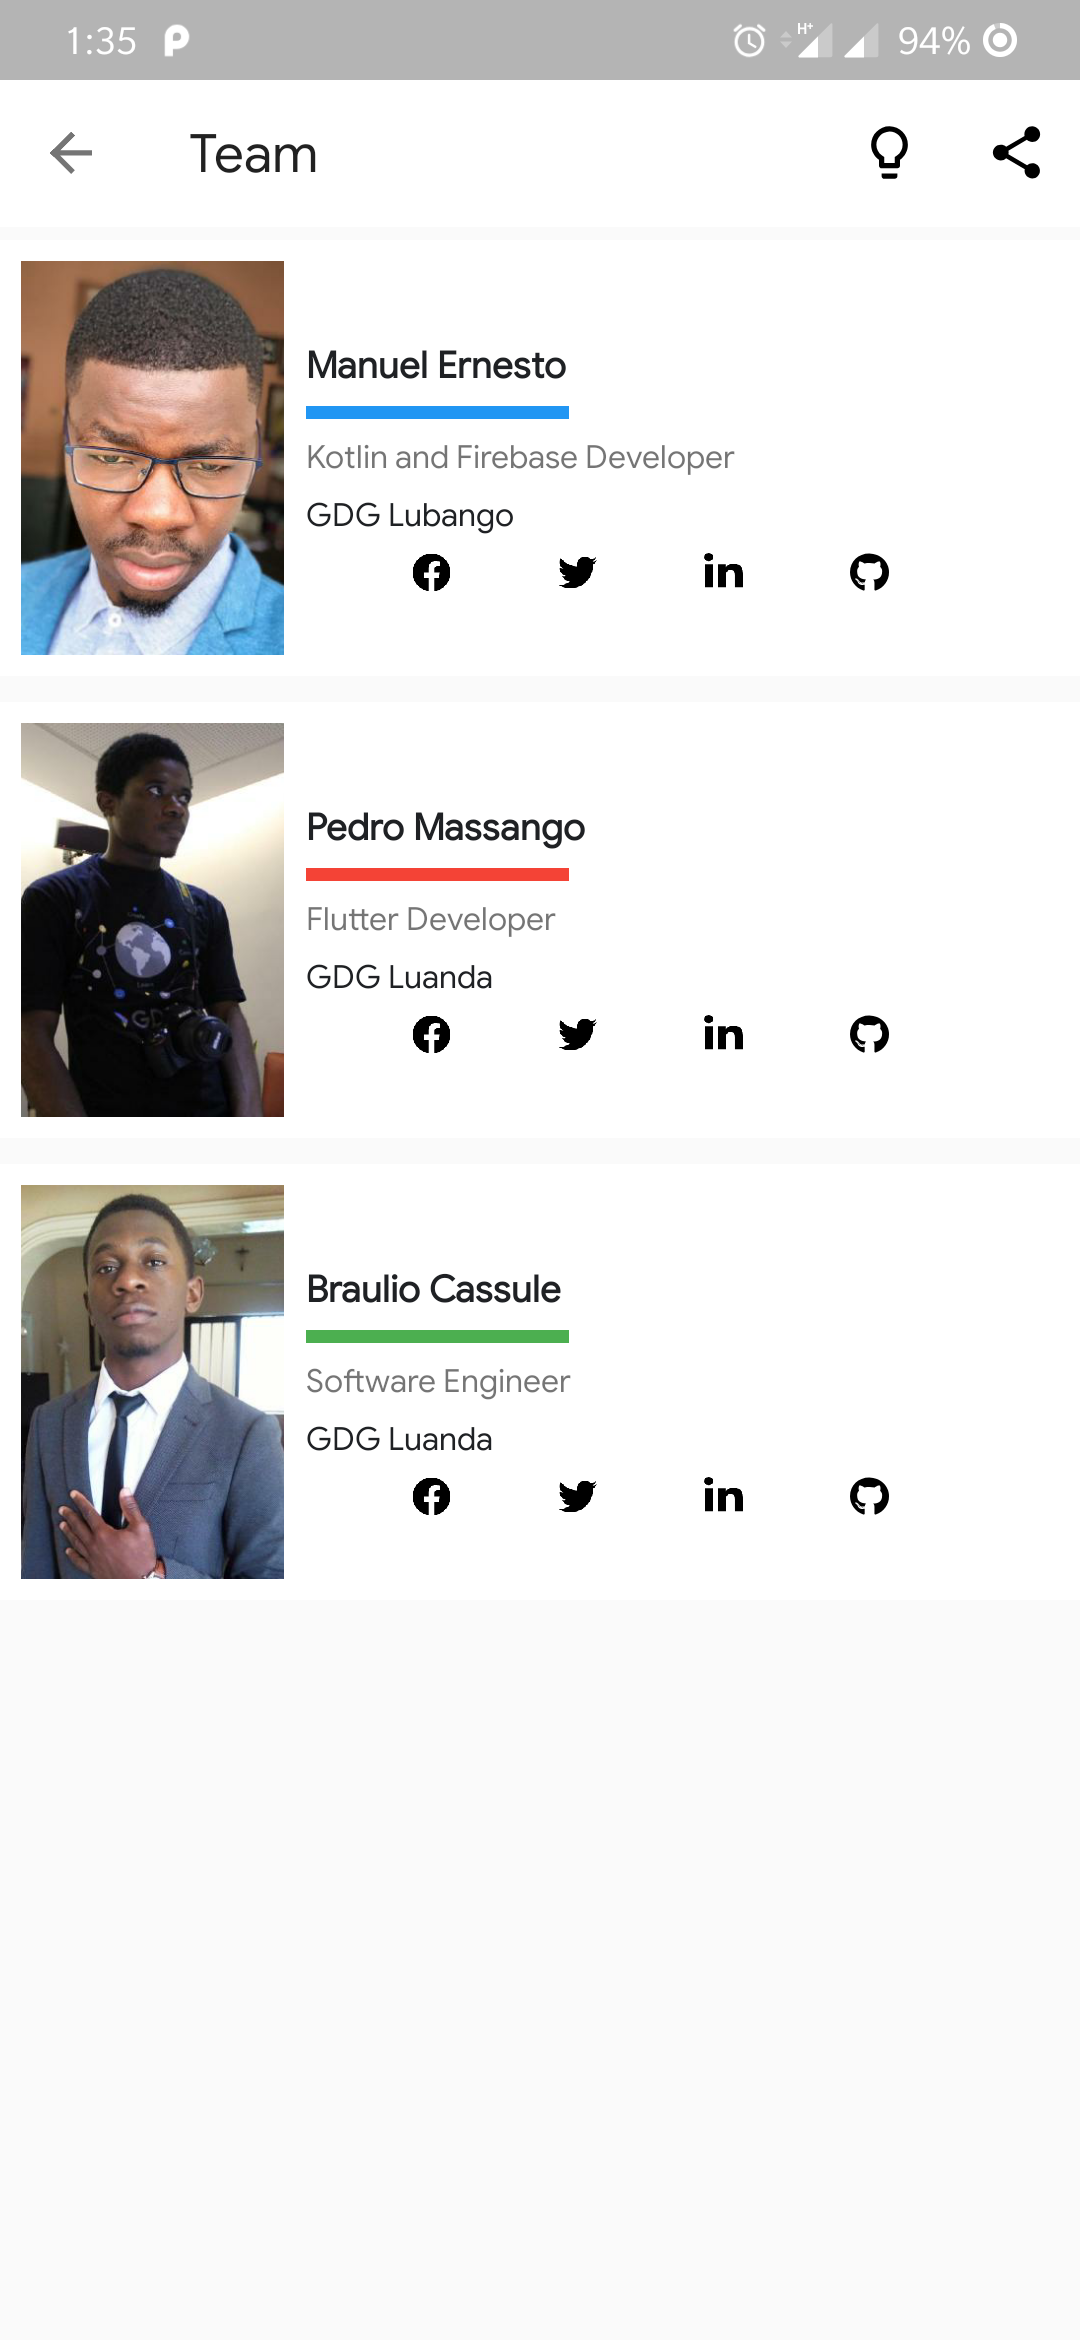 1:35
H+
94%
Team
Manuel Ernesto
Kotlin and Firebase Developer
GDG Lubango
in
Pedro Massango
Flutter Developer
GDG Luanda
in
Braulio Cassule
Software Engineer
GDG Luanda
in